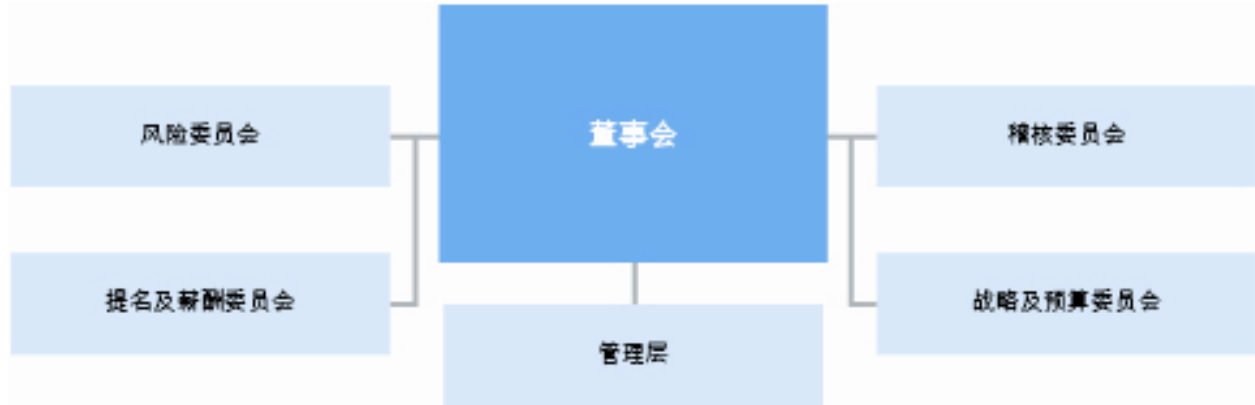 董事会
风险委员会
稽核委员会
提名及薪酬委员会
战略及预算委员会
管理层